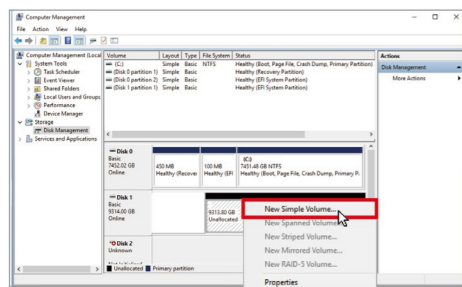 Computer Management
File Action View Help
Computer Management (Local
System Tools
Task Scheduler
Event Viewer
Shared Folders
Local Users and Groups
Performance
Device Manager
Storage
Disk Management
Services and Applications
Volume Layout Type File System Status
(C:) Simple Basic NTFS Healthy (Boot, Page File, Crash Dump, Primary Partition)
(Disk 0 partition 1) Simple Basic Healthy (Recovery Partition)
(Disk 0 partition 2) Simple Basic Healthy (EFI System Partition)
(Disk 1 partition 1) Simple Basic Healthy (EFI System Partition)
Disk 0
Basic
7452.02 GB
Online
450 MB
Healthy (Recover
100 MB
Healthy (EFI
(C:)
7451.48 GB NTFS
Healthy (Boot, Page File, Crash Dump, Primary P
Disk 1
Basic
9314.00 GB
Online
9313.80 GB
Unallocated
Disk 2
Unknown
Unallocated Primary partition
New Simple Volume...
New Spanned Volume...
New Striped Volume...
New Mirrored Volume...
New RAID-5 Volume...
Properties
Actions
Disk Management
More Actions